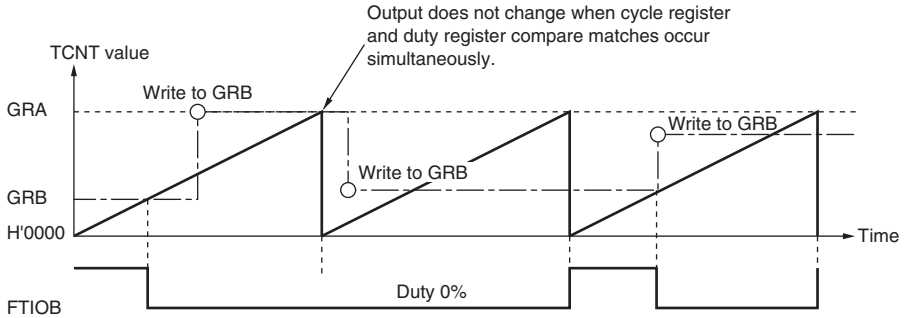 Output does not change when cycle register
and duty register compare matches occur
simultaneously.
TCNT value
Write to GRB
GRA
Write to GRB
Write to GRB
GRB
H'0000
Time
Duty 0%
FTIOB